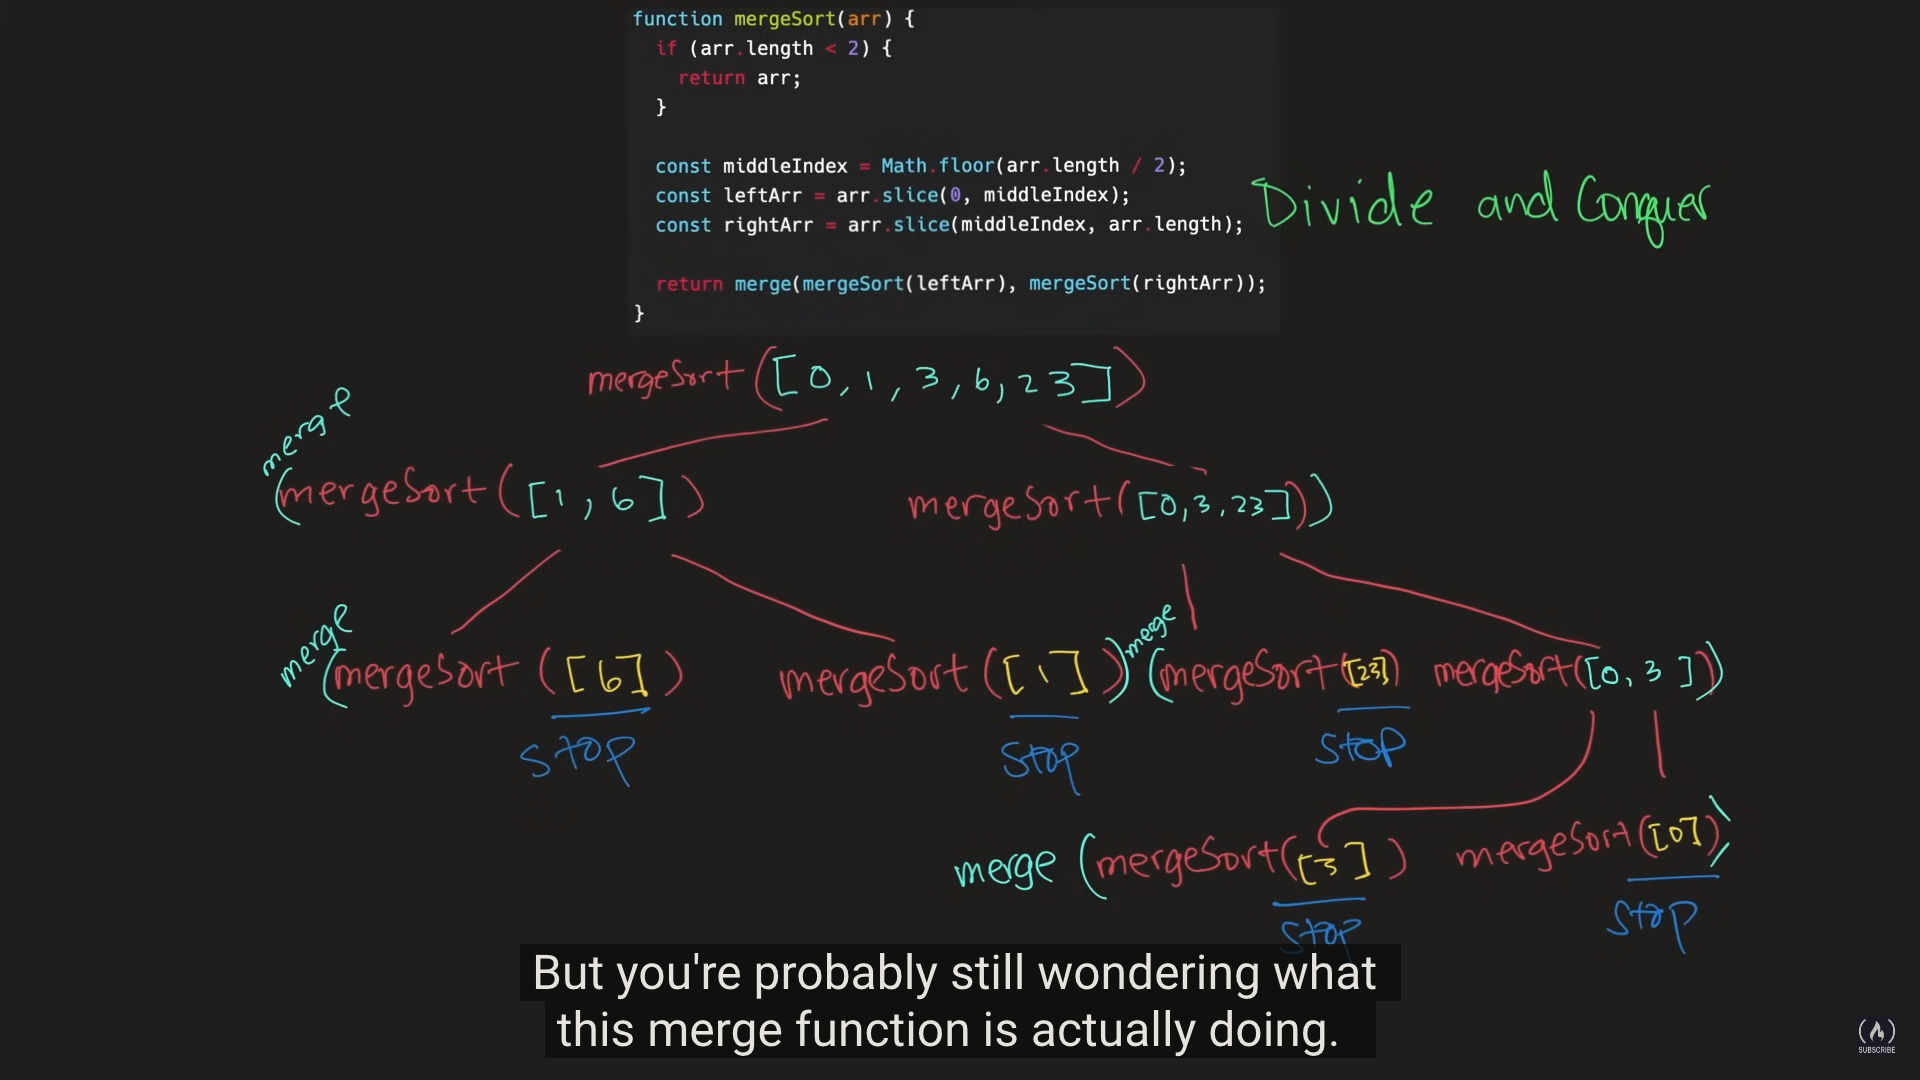 function mergeSort(arr) {
if (arr.length < 2) {
return arr;
}
const middleIndex = Math.floor(arr.length / 2);
const leftArr = arr.slice(0, middleIndex);
const rightArr = arr.slice(middleIndex, arr.length);
return merge(mergeSort(leftArr), mergeSort(rightArr));
}
Divide and Conquer
mergeSort([0, 1, 3, 6, 23])
merge
(mergeSort([1, 6]) mergeSort([0, 3, 23]))
merge merge
(mergeSort([6]) mergeSort([1])) (mergeSort([23]) mergeSort([0, 3]))
stop stop stop
merge (mergeSort([3]) mergeSort([0]))
stop stop
But you're probably still wondering what
this merge function is actually doing.
SUBSCRIBE